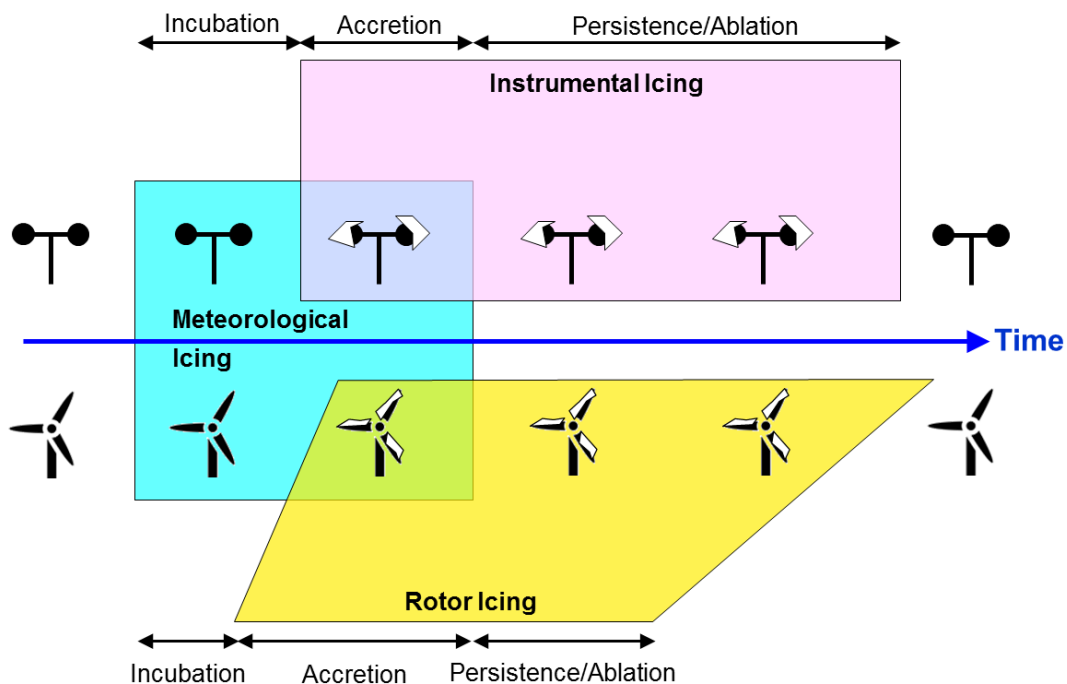 Incubation
Accretion
Persistence/Ablation
Instrumental Icing
Meteorological
Icing
Time
Rotor Icing
Incubation
Accretion
Persistence/Ablation